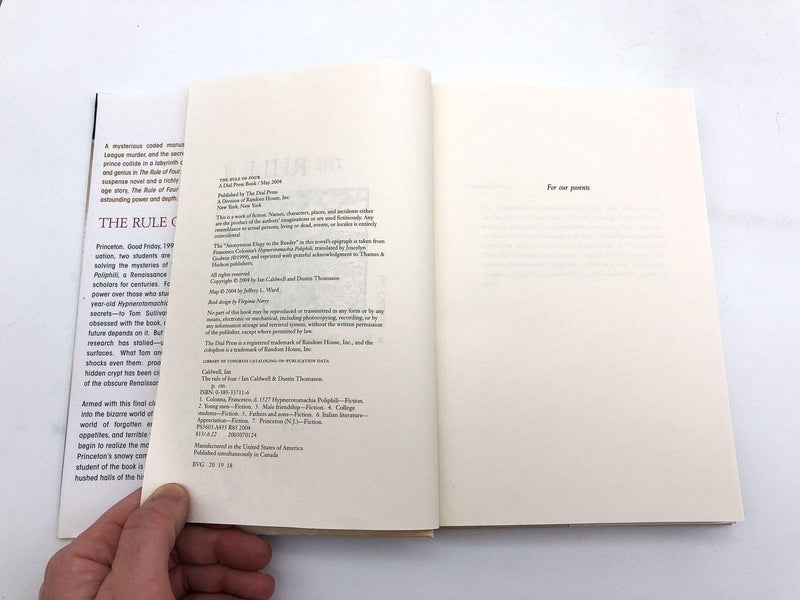 A mysterious coded manus
League murder, and the secre
prince collide in a labyrinth o
and genius in The Rule of Four
suspense novel and a richly
age story, The Rule of Four
astounding power and depth.
THE RULE O
Princeton. Good Friday, 199
uation, two students are
solving the mysteries of
Poliphili, a Renaissance
scholars for centuries. Fa
power over those who stu
year-old Hypnerotomachia
secrets—to Tom Sullivan
obsessed with the book,
future depends on it. But
research has stalled—u
surfaces. What Tom and
shocks even them: proo
hidden crypt has been cis
of the obscure Renaissan
Armed with this final clu
into the bizarre world of
world of forgotten er
appetites, and terrible
begin to realize the ma
Princeton's snowy cam
student of the book is
hushed halls of the his
THE RULE OF FOUR
A Dial Press Book / May 2004
Published by The Dial Press
A Division of Random House, Inc.
New York, New York
This is a work of fiction. Names, characters, places, and incidents either
are the product of the authors' imaginations or are used fictitiously. Any
resemblance to actual persons, living or dead, events, or locales is entirely
coincidental.
The "Anonymous Elegy to the Reader" in this novel's epigraph is taken from
Francesco Colonna's Hypnerotomachia Poliphili, translated by Joscelyn
Godwin (©1999), and reprinted with grateful acknowledgment to Thames &
Hudson publishers.
All rights reserved
Copyright © 2004 by Ian Caldwell and Dustin Thomason
Map © 2004 by Jeffrey L. Ward
Book design by Virginia Norey
No part of this book may be reproduced or transmitted in any form or by any
means, electronic or mechanical, including photocopying, recording, or by
any information storage and retrieval system, without the written permission
of the publisher, except where permitted by law.
The Dial Press is a registered trademark of Random House, Inc., and the
colophon is a trademark of Random House, Inc.
LIBRARY OF CONGRESS CATALOGING-IN-PUBLICATION DATA
Caldwell, Ian
The rule of four / Ian Caldwell & Dustin Thomason.
p. cm.
ISBN: 0-385-33711-6
1. Colonna, Francesco, d. 1527 Hypnerotomachia Poliphili—Fiction.
2. Young men—Fiction. 3. Male friendship—Fiction. 4. College
students—Fiction. 5. Fathers and sons—Fiction. 6. Italian literature—
Appreciation—Fiction. 7. Princeton (N.J.)—Fiction.
PS3603.A435 R85 2004
813/.6 22 2003070124
Manufactured in the United States of America
Published simultaneously in Canada
BVG 20 19 18
For our parents